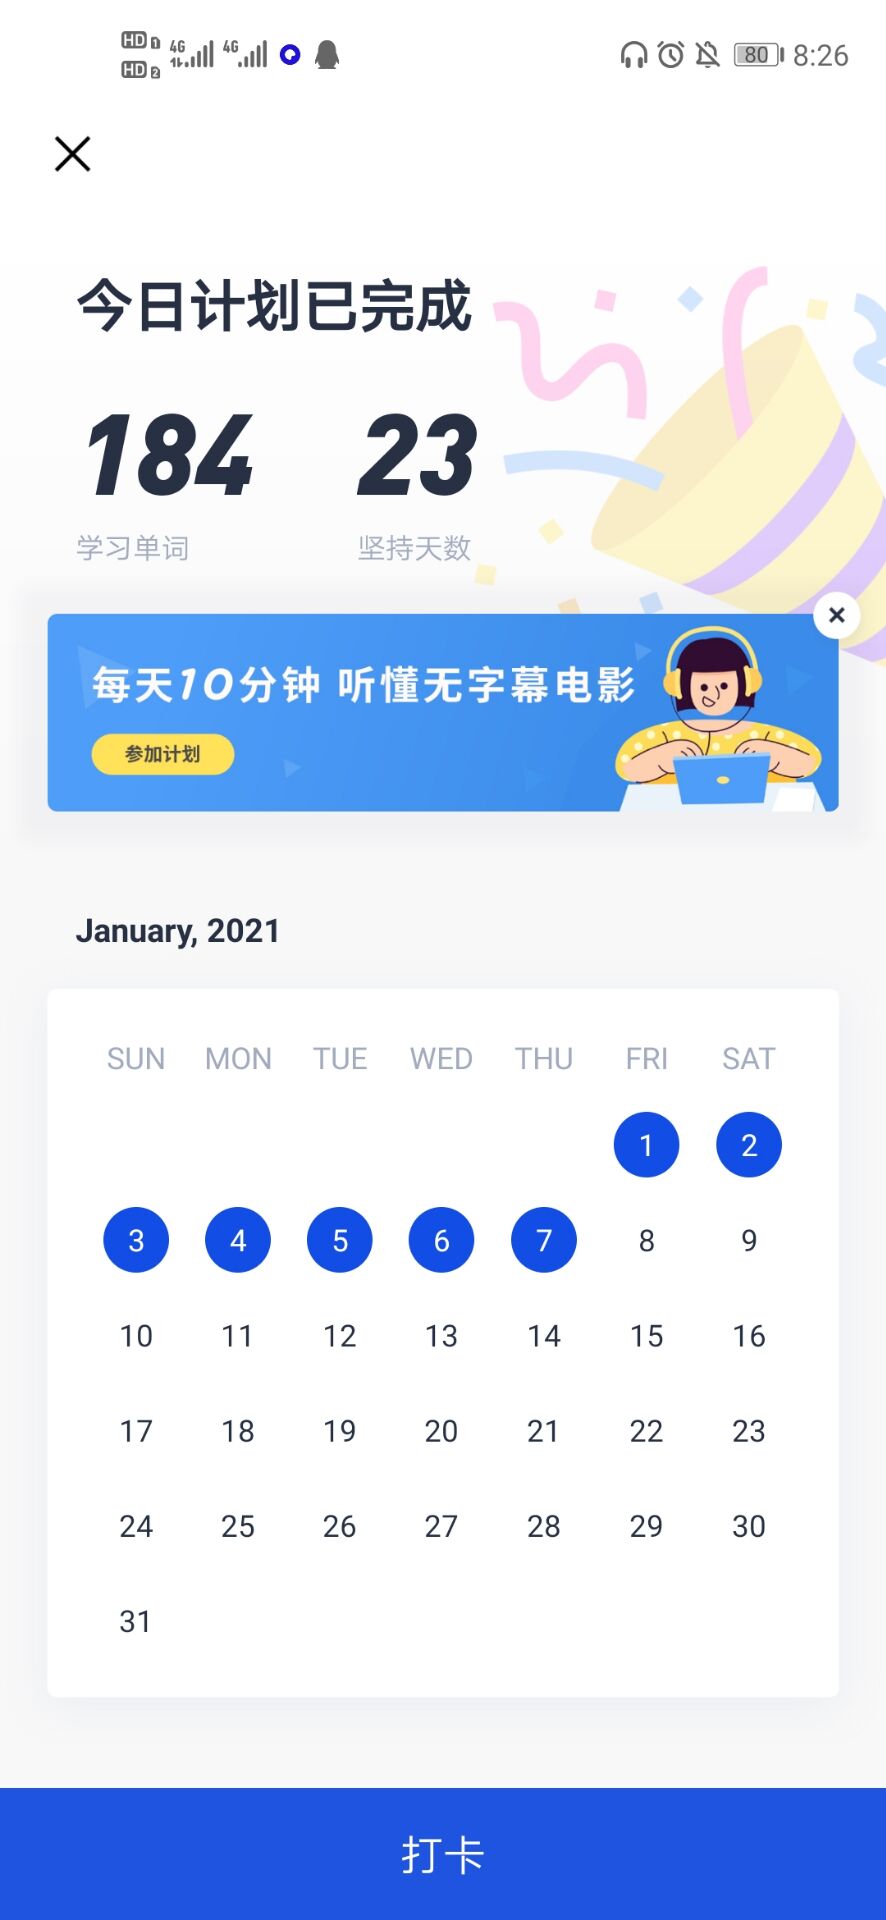 HD 1 4G 4G 80 8:26
HD 2
今日计划已完成
184 23
学习单词 坚持天数
每天10分钟 听懂无字幕电影
参加计划
January, 2021
SUN MON TUE WED THU FRI SAT
1 2
3 4 5 6 7 8 9
10 11 12 13 14 15 16
17 18 19 20 21 22 23
24 25 26 27 28 29 30
31
打卡